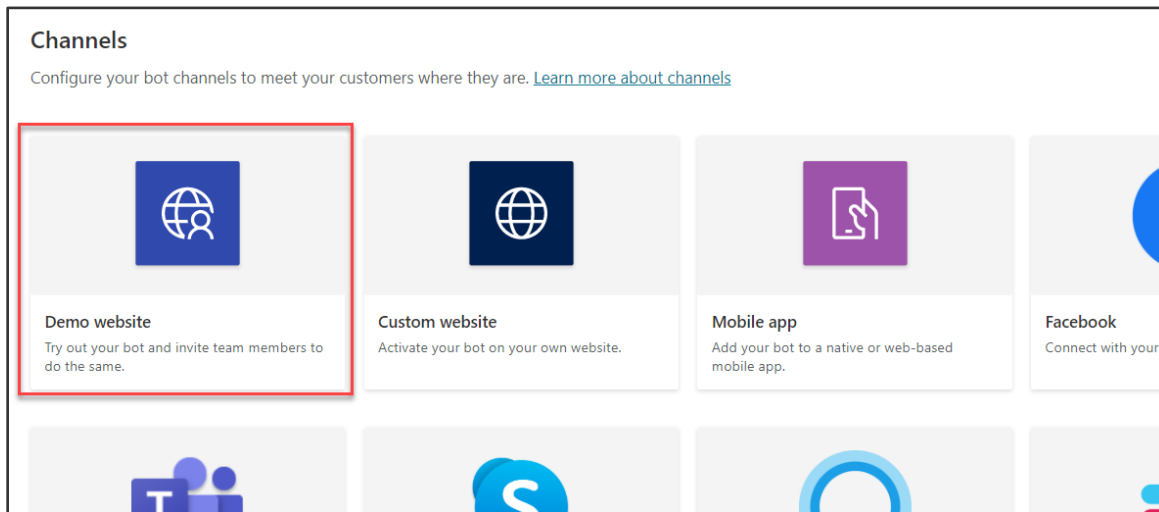 Channels
Configure your bot channels to meet your customers where they are. Learn more about channels
Demo website
Try out your bot and invite team members to
do the same.
Custom website
Activate your bot on your own website.
Mobile app
Add your bot to a native or web-based
mobile app.
Facebook
Connect with your
T
S